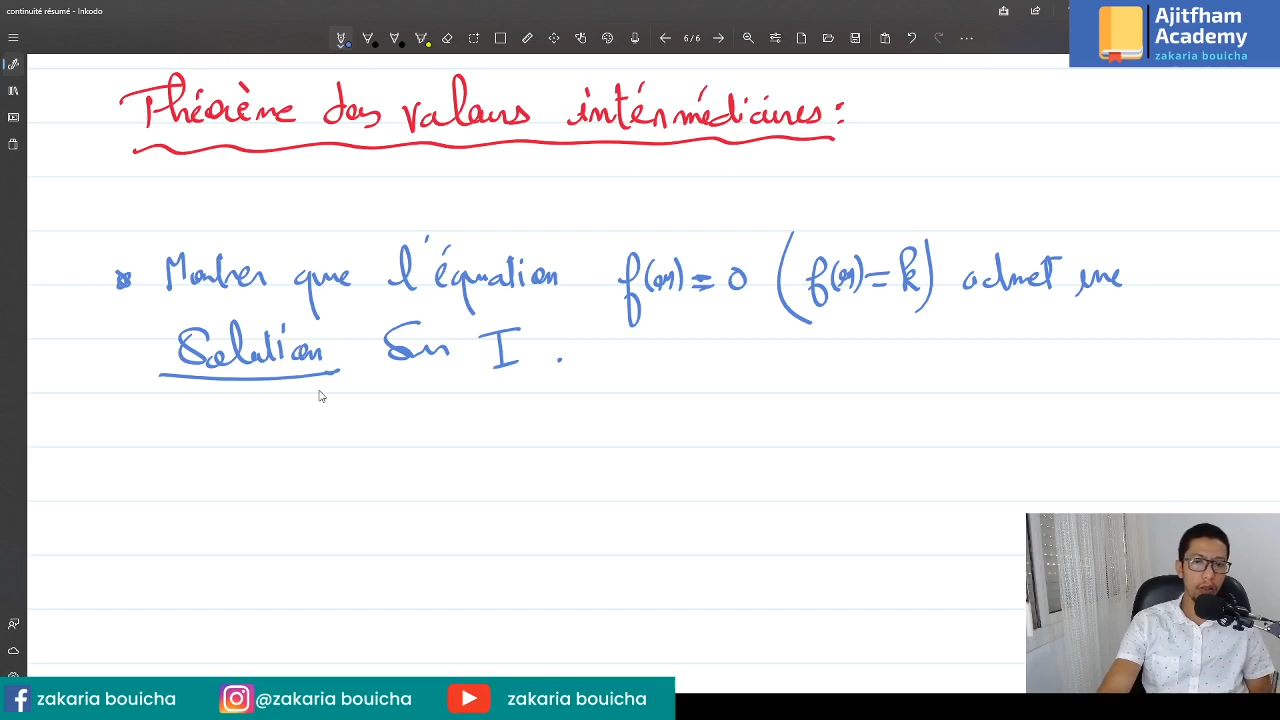 continuité résumé - Inkodo
6/6
Ajitfham
Academy
zakaria bouicha
Théorème des valeurs intérmédiaires :
Montrer que l'équation f(x) = 0 (f(x) = k) admet une
Solution sur I .
zakaria bouicha
@zakaria bouicha
zakaria bouicha